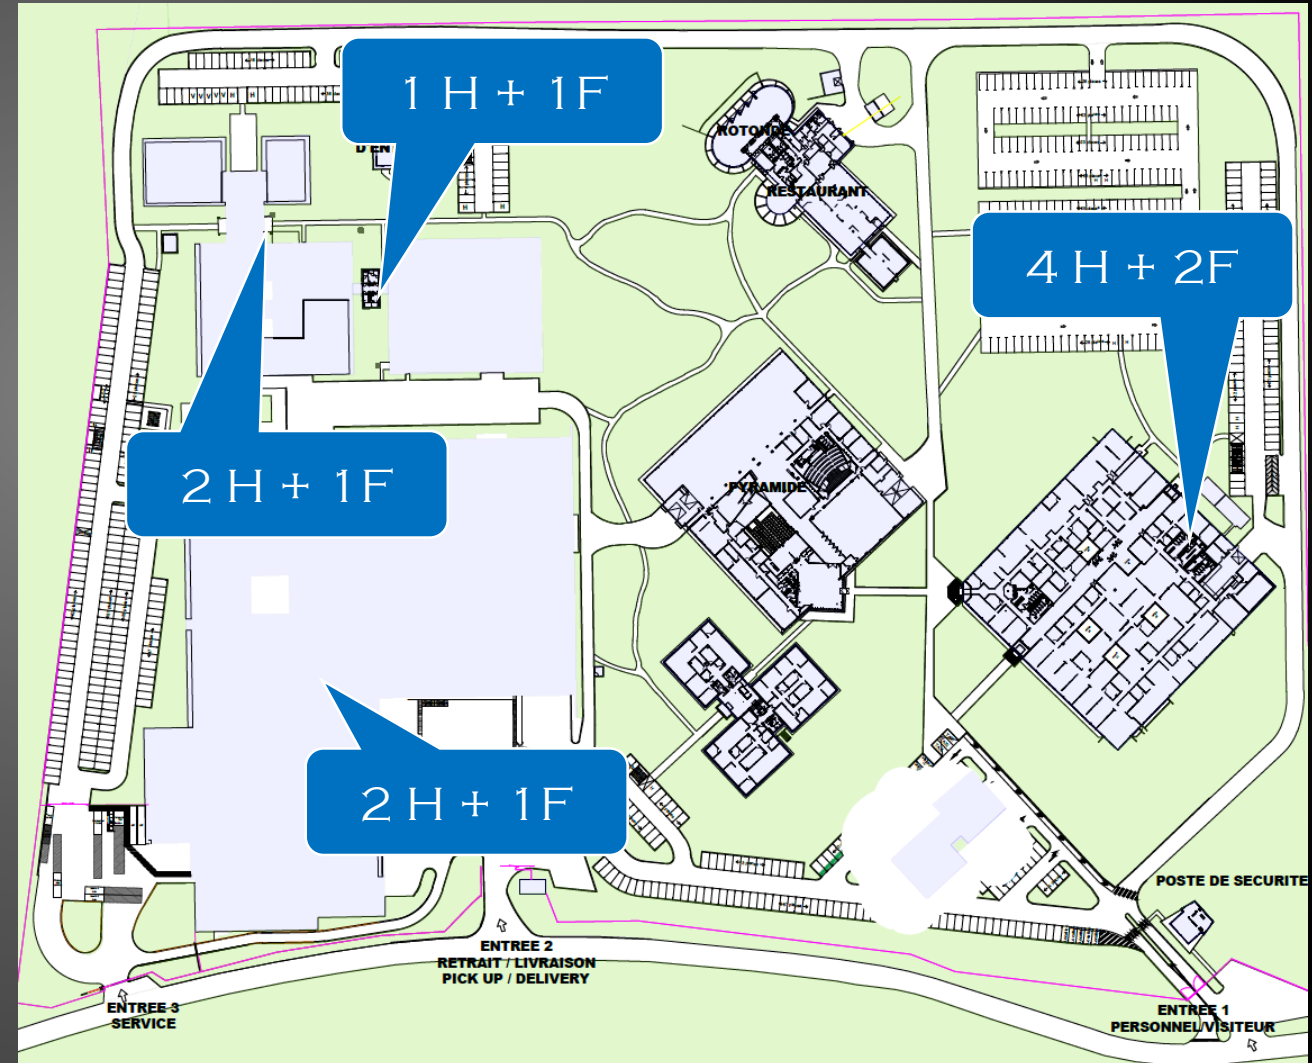 1 H + 1F
D'EN
ROTONDE
RESTAURANT
4 H + 2F
2 H + 1F
PYRAMIDE
2 H + 1F
POSTE DE SECURITE
ENTREE 2
RETRAIT / LIVRAISON
PICK UP / DELIVERY
ENTREE 3
SERVICE
ENTREE 1
PERSONNEL/VISITEUR